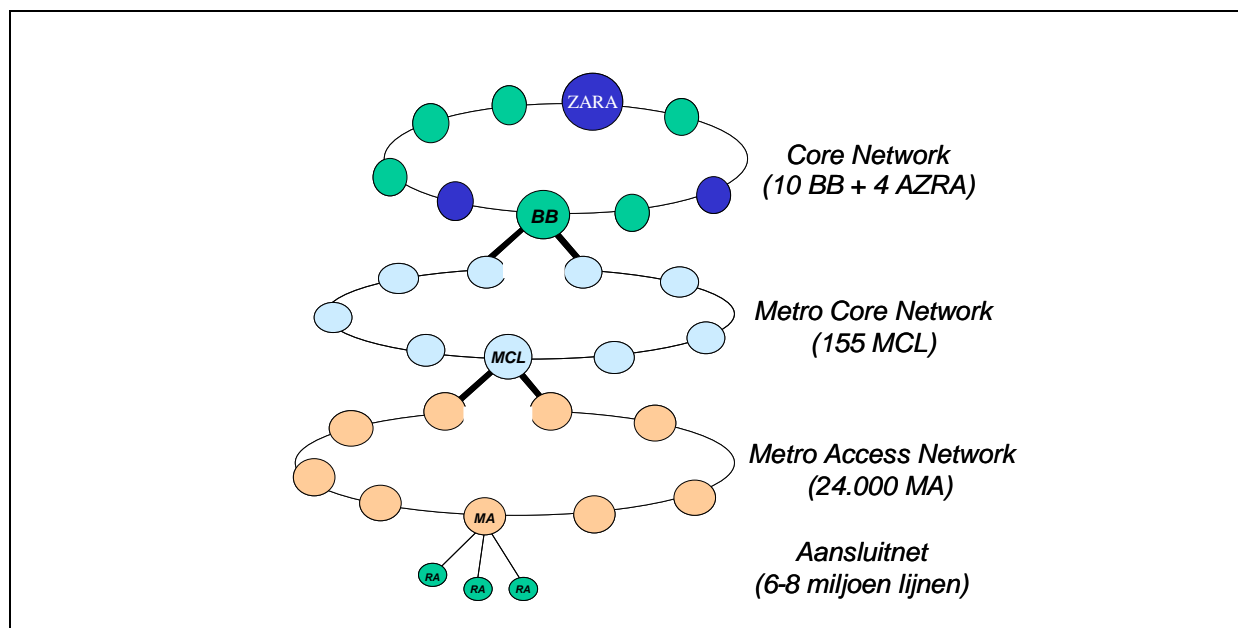 ZARA
Core Network
(10 BB + 4 AZRA)
BB
Metro Core Network
(155 MCL)
MCL
Metro Access Network
(24.000 MA)
MA
Aansluitnet
(6-8 miljoen lijnen)
RA
RA
RA